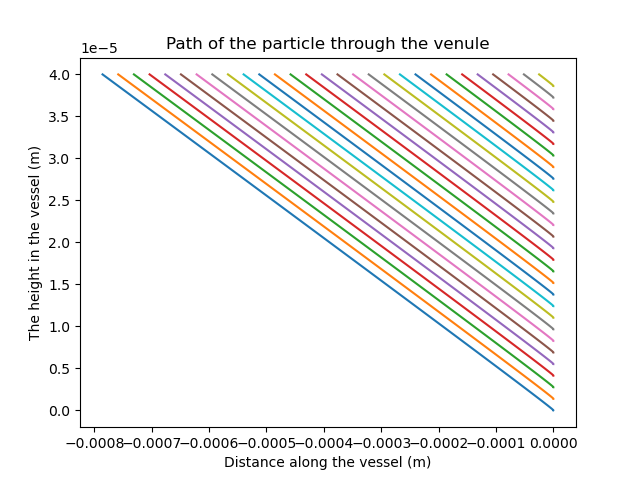 Path of the particle through the venule
1e−5
4.0
3.5
3.0
2.5
2.0
1.5
1.0
0.5
0.0
The height in the vessel (m)
−0.0008−0.0007−0.0006−0.0005−0.0004−0.0003−0.0002−0.0001 0.0000
Distance along the vessel (m)